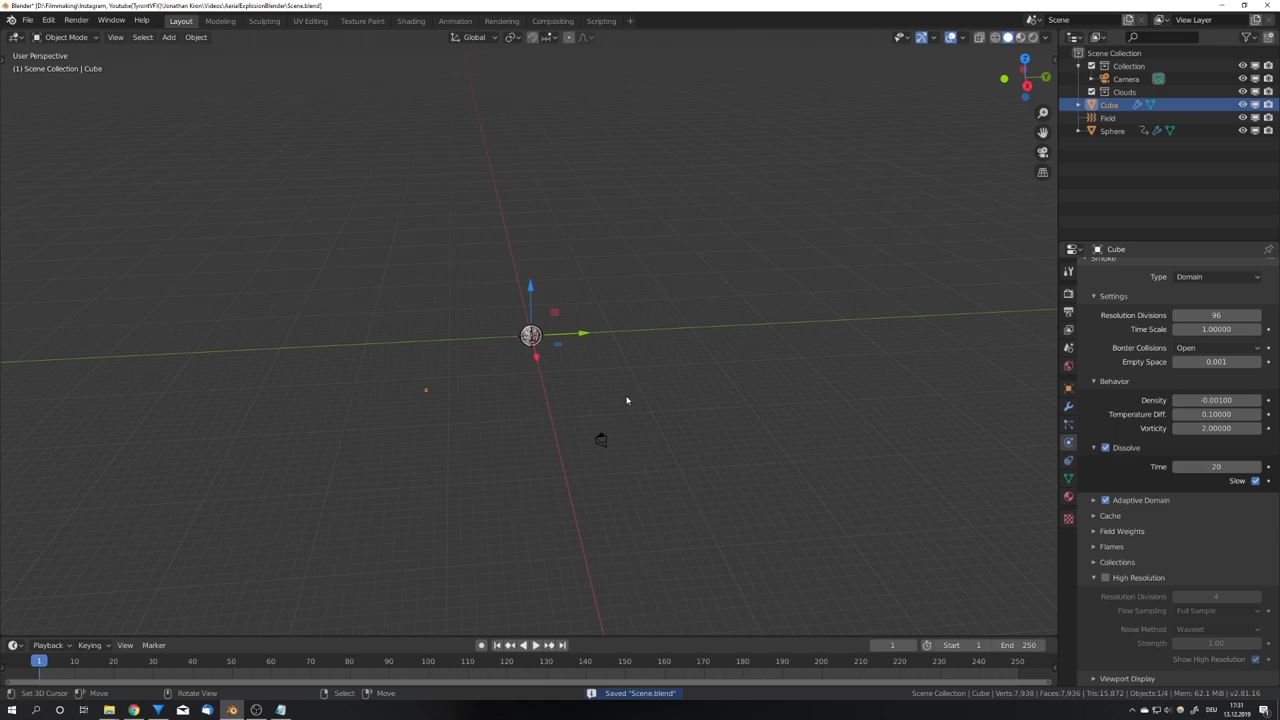 Blender* [D:\Filmmaking\Instagram, Youtube(TyrontVFX)\Jonathan Kron\Videos\AerialExplosionBlender\Scene.blend]
File Edit Render Window Help Layout Modeling Sculpting UV Editing Texture Paint Shading Animation Rendering Compositing Scripting Scene View Layer
Object Mode View Select Add Object Global
User Perspective
(1) Scene Collection | Cube
Z
Y
X
Scene Collection
Collection
Camera
Clouds
Cube
Field
Sphere
Cube
Smoke
Type Domain
Settings
Resolution Divisions 96
Time Scale 1.00000
Border Collisions Open
Empty Space 0.001
Behavior
Density -0.00100
Temperature Diff. 0.10000
Vorticity 2.00000
Dissolve
Time 20
Slow
Adaptive Domain
Cache
Field Weights
Flames
Collections
High Resolution
Resolution Divisions 4
Flow Sampling Full Sample
Noise Method Wavelet
Strength 1.00
Show High Resolution
Viewport Display
Playback Keying View Marker 1 Start 1 End 250
1 10 20 30 40 50 60 70 80 90 100 110 120 130 140 150 160 170 180 190 200 210 220 230 240 250
Set 3D Cursor Move Rotate View Select Move Saved "Scene.blend" Scene Collection | Cube | Verts:7,938 | Faces:7,936 | Tris:15,872 | Objects:1/4 | Mem: 62.1 MiB | v2.81.16
DEU 17:31
13.12.2019